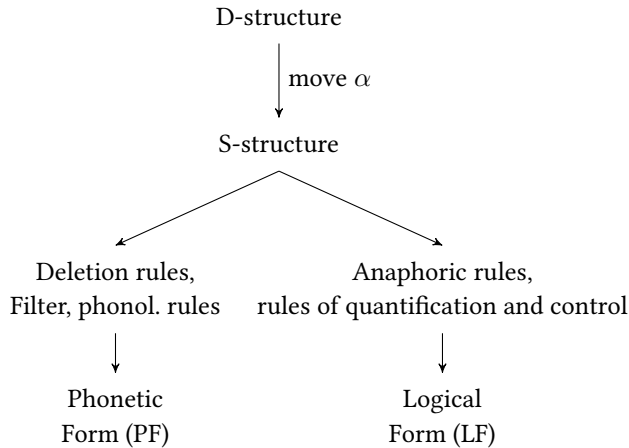 D-structure
move α
S-structure
Deletion rules,
Filter, phonol. rules
Anaphoric rules,
rules of quantification and control
Phonetic
Form (PF)
Logical
Form (LF)